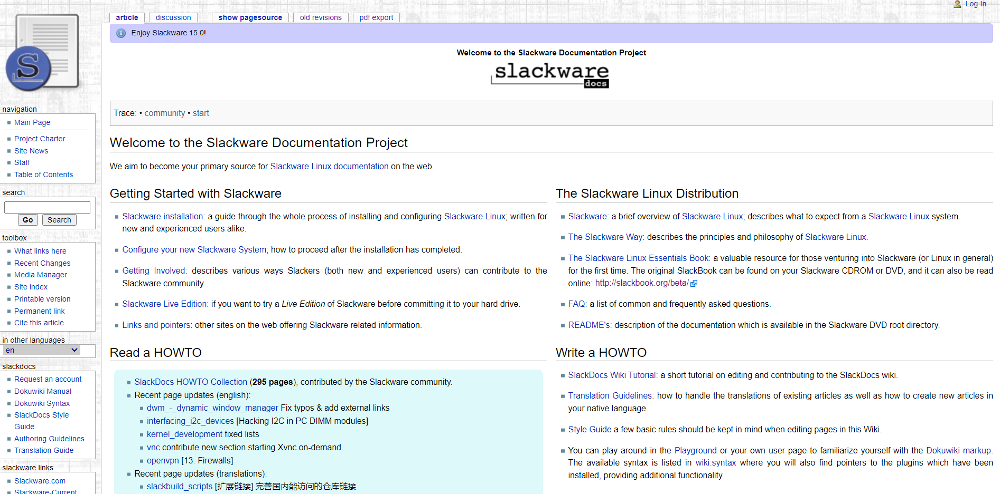 Log In
article
discussion
show pagesource
old revisions
pdf export
Enjoy Slackware 15.0!
Welcome to the Slackware Documentation Project
slackware
docs
S
navigation
Main Page
Project Charter
Site News
Staff
Table of Contents
search
Go
Search
toolbox
What links here
Recent Changes
Media Manager
Site index
Printable version
Permanent link
Cite this article
in other languages
en
slackdocs
Request an account
Dokuwiki Manual
Dokuwiki Syntax
SlackDocs Style
Guide
Authoring Guidelines
Translation Guide
slackware links
Slackware.com
Slackware-Current
Trace: • community • start
Welcome to the Slackware Documentation Project
We aim to become your primary source for Slackware Linux documentation on the web.
Getting Started with Slackware
Slackware installation: a guide through the whole process of installing and configuring Slackware Linux; written for
new and experienced users alike.
Configure your new Slackware System; how to proceed after the installation has completed.
Getting Involved: describes various ways Slackers (both new and experienced users) can contribute to the
Slackware community.
Slackware Live Edition: if you want to try a Live Edition of Slackware before committing it to your hard drive.
Links and pointers: other sites on the web offering Slackware related information.
The Slackware Linux Distribution
Slackware: a brief overview of Slackware Linux; describes what to expect from a Slackware Linux system.
The Slackware Way: describes the principles and philosophy of Slackware Linux.
The Slackware Linux Essentials Book: a valuable resource for those venturing into Slackware (or Linux in general)
for the first time. The original SlackBook can be found on your Slackware CDROM or DVD, and it can also be read
online: http://slackbook.org/beta/
FAQ: a list of common and frequently asked questions.
README's: description of the documentation which is available in the Slackware DVD root directory.
Read a HOWTO
SlackDocs HOWTO Collection (295 pages), contributed by the Slackware community.
Recent page updates (english):
dwm_-_dynamic_window_manager Fix typos & add external links
interfacing_i2c_devices [Hacking I2C in PC DIMM modules]
kernel_development fixed lists
vnc contribute new section starting Xvnc on-demand
openvpn [13. Firewalls]
Recent page updates (translations):
slackbuild_scripts [扩展链接] 完善国内能访问的仓库链接
Write a HOWTO
SlackDocs Wiki Tutorial: a short tutorial on editing and contributing to the SlackDocs wiki.
Translation Guidelines: how to handle the translations of existing articles as well as how to create new articles in
your native language.
Style Guide a few basic rules should be kept in mind when editing pages in this Wiki.
You can play around in the Playground or your own user page to familiarize yourself with the Dokuwiki markup.
The available syntax is listed in wiki:syntax where you will also find pointers to the plugins which have been
installed, providing additional functionality.